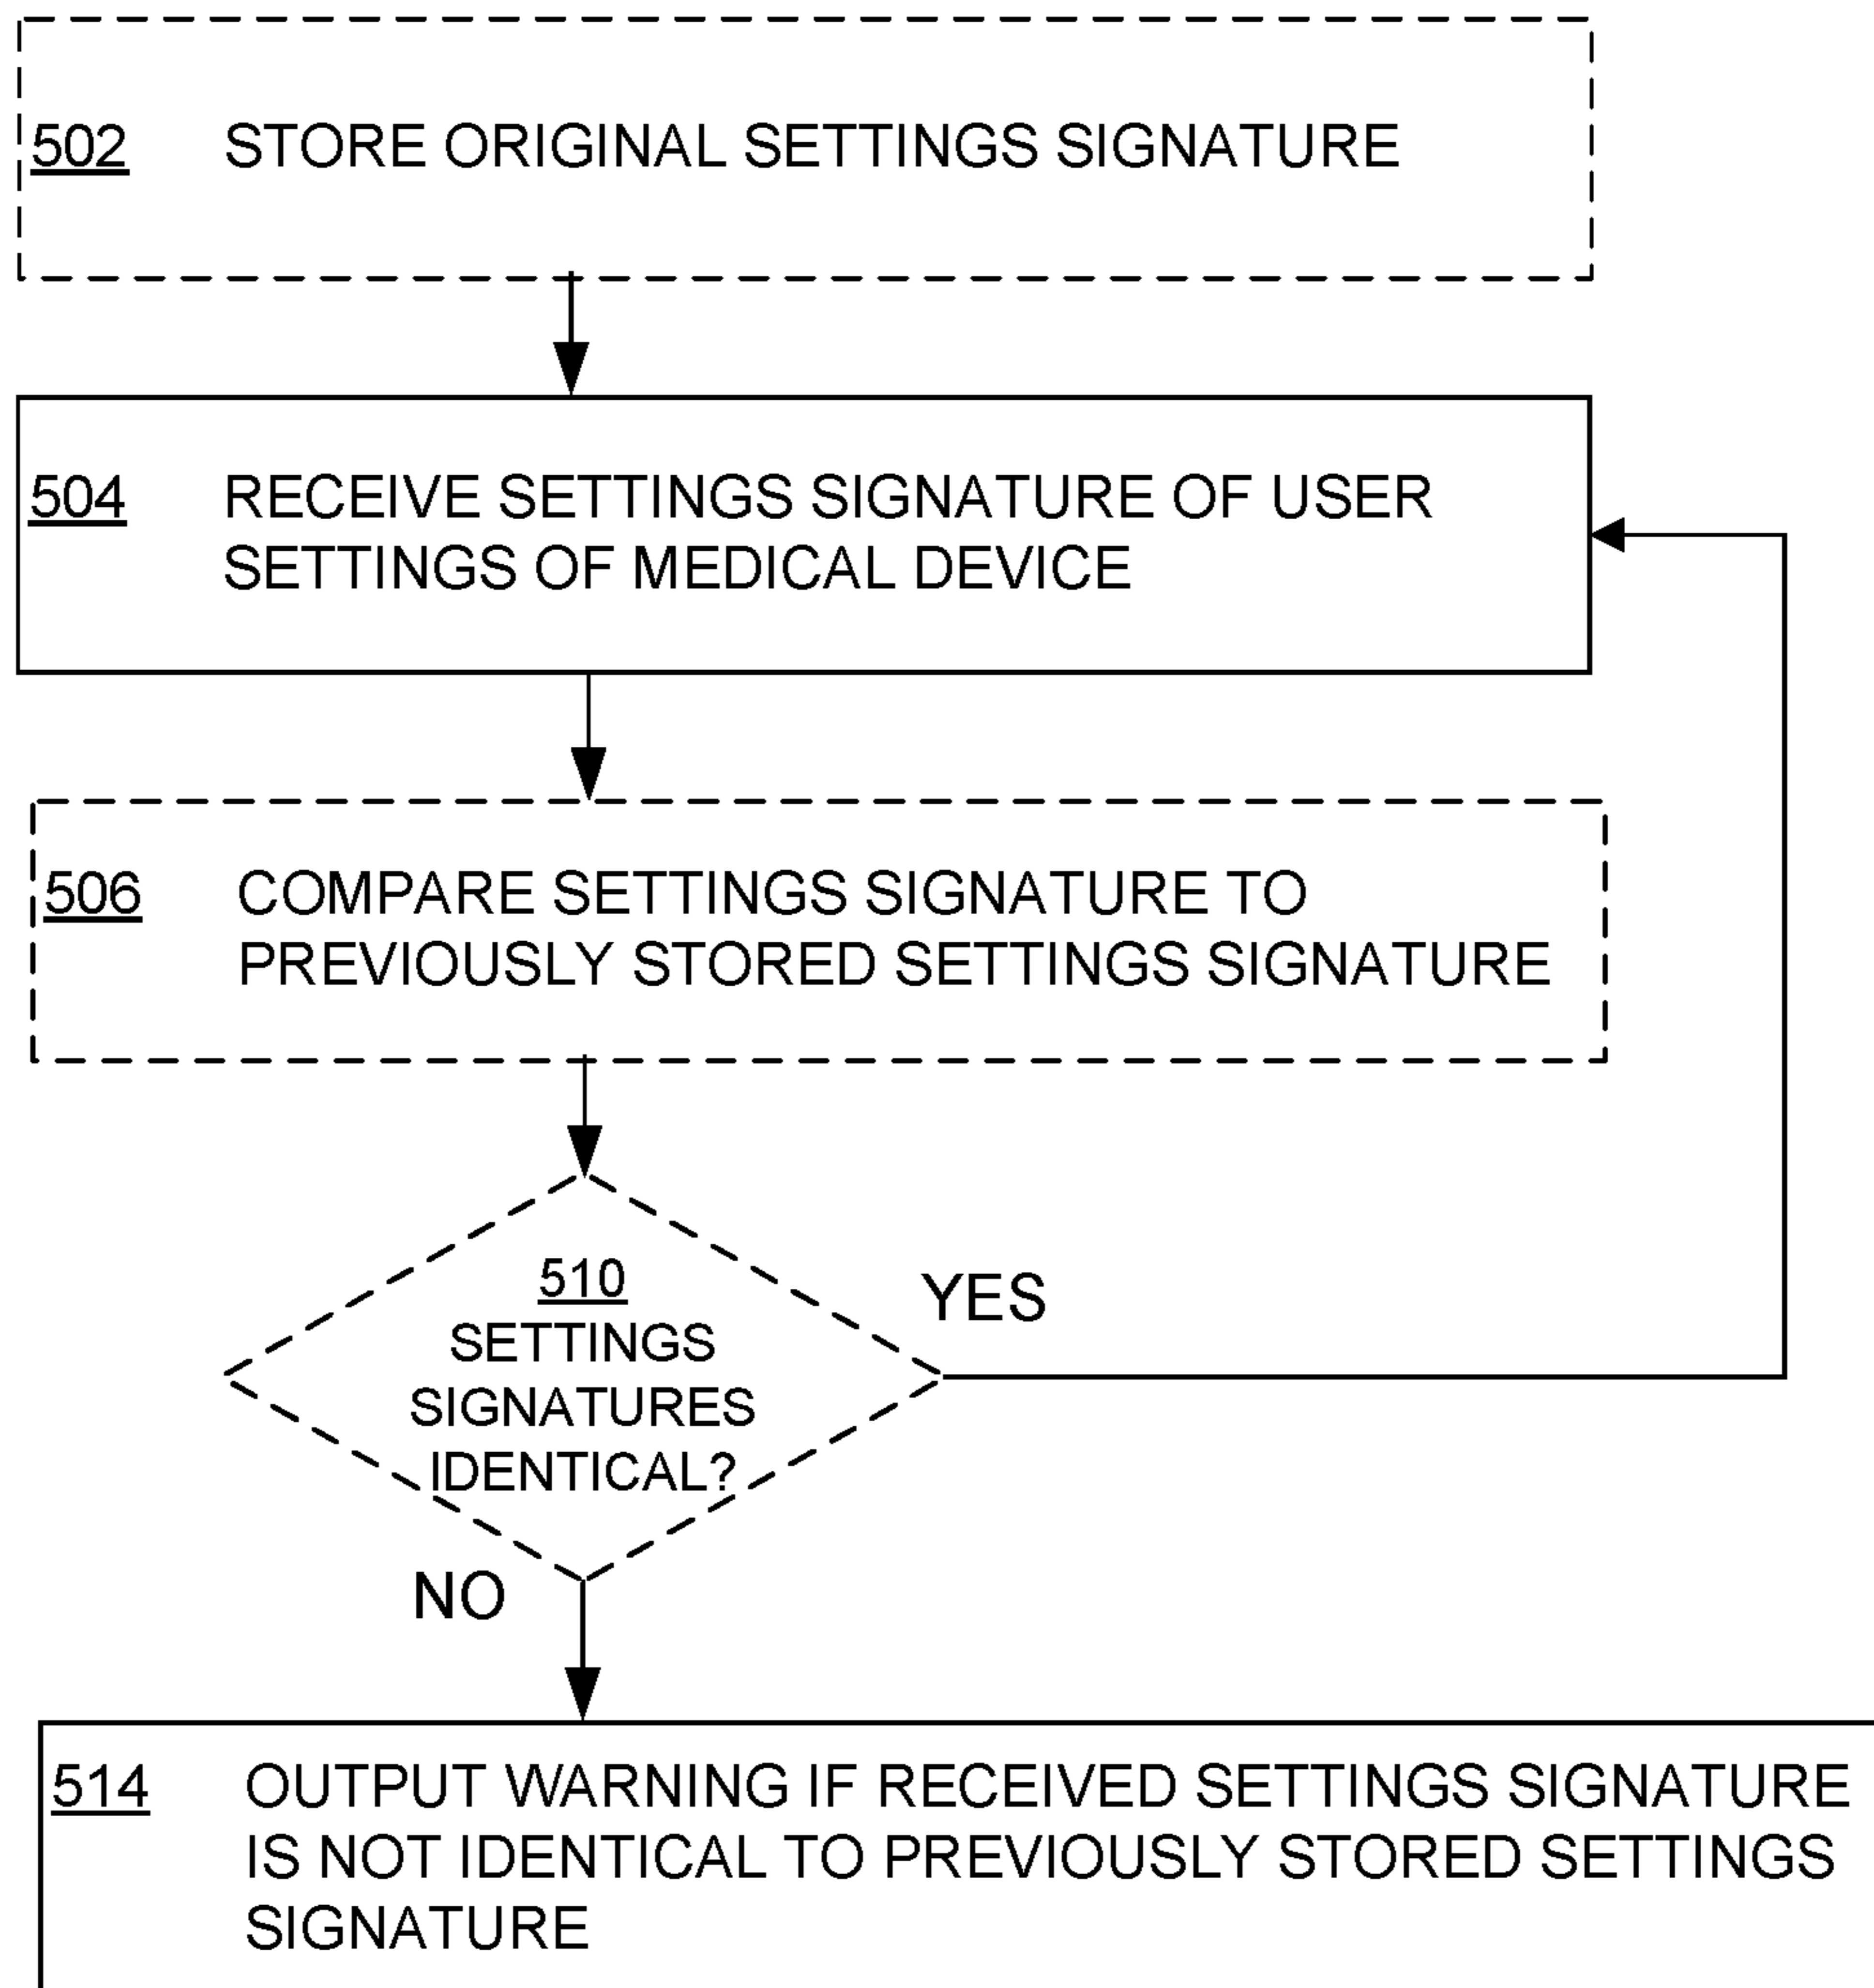 502 STORE ORIGINAL SETTINGS SIGNATURE
504 RECEIVE SETTINGS SIGNATURE OF USER
SETTINGS OF MEDICAL DEVICE
506 COMPARE SETTINGS SIGNATURE TO
PREVIOUSLY STORED SETTINGS SIGNATURE
510
SETTINGS
SIGNATURES
IDENTICAL?
YES
NO
514 OUTPUT WARNING IF RECEIVED SETTINGS SIGNATURE
IS NOT IDENTICAL TO PREVIOUSLY STORED SETTINGS
SIGNATURE